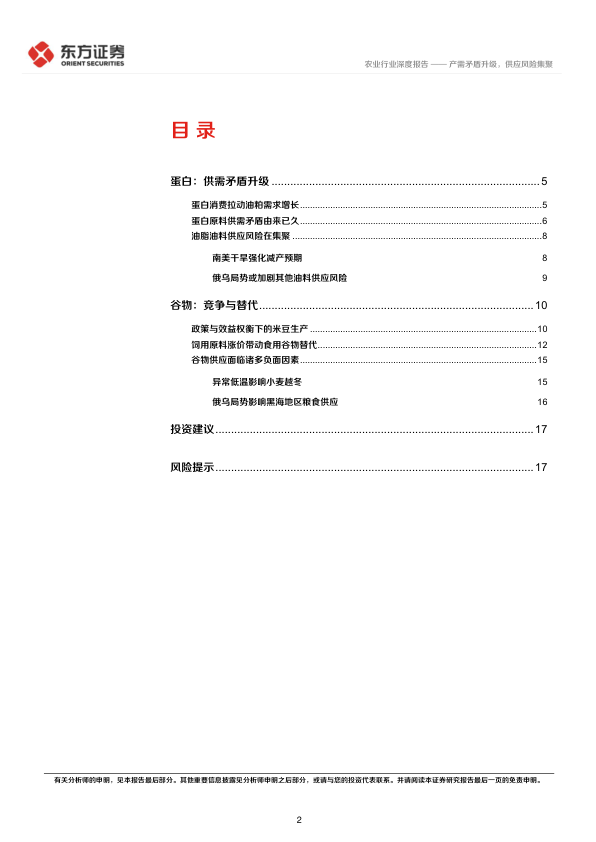 东方证券
ORIENT SECURITIES
农业行业深度报告 —— 产需矛盾升级，供应风险集聚
目 录
蛋白：供需矛盾升级 ........ 5
蛋白消费拉动油粕需求增长 ........ 5
蛋白原料供需矛盾由来已久 ........ 6
油脂油料供应风险在集聚 ........ 8
南美干旱强化减产预期 8
俄乌局势或加剧其他油料供应风险 9
谷物：竞争与替代 ........ 10
政策与效益权衡下的米豆生产 ........ 10
饲用原料涨价带动食用谷物替代 ........ 12
谷物供应面临诸多负面因素 ........ 15
异常低温影响小麦越冬 15
俄乌局势影响黑海地区粮食供应 16
投资建议 ........ 17
风险提示 ........ 17
有关分析师的申明，见本报告最后部分。其他重要信息披露见分析师申明之后部分，或请与您的投资代表联系。并请阅读本证券研究报告最后一页的免责申明。
2